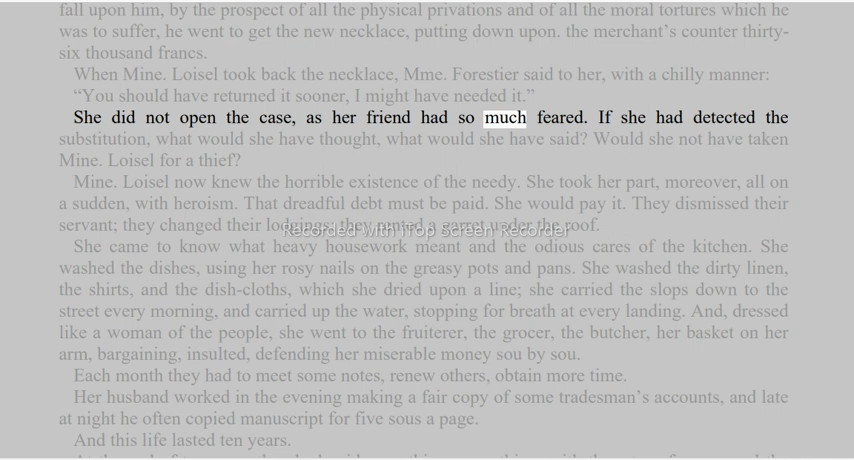 fall upon him, by the prospect of all the physical privations and of all the moral tortures which he
was to suffer, he went to get the new necklace, putting down upon. the merchant’s counter thirty-
six thousand francs.
When Mine. Loisel took back the necklace, Mme. Forestier said to her, with a chilly manner:
“You should have returned it sooner, I might have needed it.”
She did not open the case, as her friend had so much feared. If she had detected the
substitution, what would she have thought, what would she have said? Would she not have taken
Mine. Loisel for a thief?
Mine. Loisel now knew the horrible existence of the needy. She took her part, moreover, all on
a sudden, with heroism. That dreadful debt must be paid. She would pay it. They dismissed their
servant; they changed their lodgings; they rented a garret under the roof.
Recorded with iTop Screen Recorder
She came to know what heavy housework meant and the odious cares of the kitchen. She
washed the dishes, using her rosy nails on the greasy pots and pans. She washed the dirty linen,
the shirts, and the dish-cloths, which she dried upon a line; she carried the slops down to the
street every morning, and carried up the water, stopping for breath at every landing. And, dressed
like a woman of the people, she went to the fruiterer, the grocer, the butcher, her basket on her
arm, bargaining, insulted, defending her miserable money sou by sou.
Each month they had to meet some notes, renew others, obtain more time.
Her husband worked in the evening making a fair copy of some tradesman’s accounts, and late
at night he often copied manuscript for five sous a page.
And this life lasted ten years.